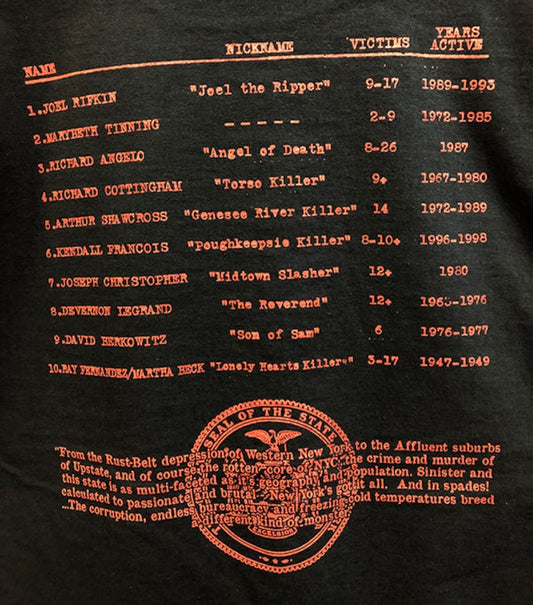 NAME NICKNAME VICTIMS YEARS ACTIVE
1.JOEL RIFKIN "Joel the Ripper" 9-17 1989-1993
2.MARYBETH TINNING ----- 2-9 1972-1985
3.RICHARD ANGELO "Angel of Death" 8-26 1987
4.RICHARD COTTINGHAM "Torso Killer" 9+ 1967-1980
5.ARTHUR SHAWCROSS "Genesee River Killer" 14 1972-1989
6.KENDALL FRANCOIS "Poughkeepsie Killer" 8-10+ 1996-1998
7.JOSEPH CHRISTOPHER "Midtown Slasher" 12+ 1980
8.DEVERNON LEGRAND "The Reverend" 12+ 1965-1976
9.DAVID BERKOWITZ "Son of Sam" 6 1976-1977
10.RAY FERNANDEZ/MARTHA BECK "Lonely Hearts Killers" 3-17 1947-1949
SEAL OF THE STATE
"From the Rust-Belt depression of Western New York to the Affluent suburbs
of Upstate, and of course the rotten core of NYC; the crime and murder of
this state is as multi-faceted as it's geography and population. Sinister and
calculated to passionate and brutal - New York's got it all. And in spades!
...The corruption, endless bureaucracy and freezing cold temperatures breed
a different kind of monster
EXCELSIOR